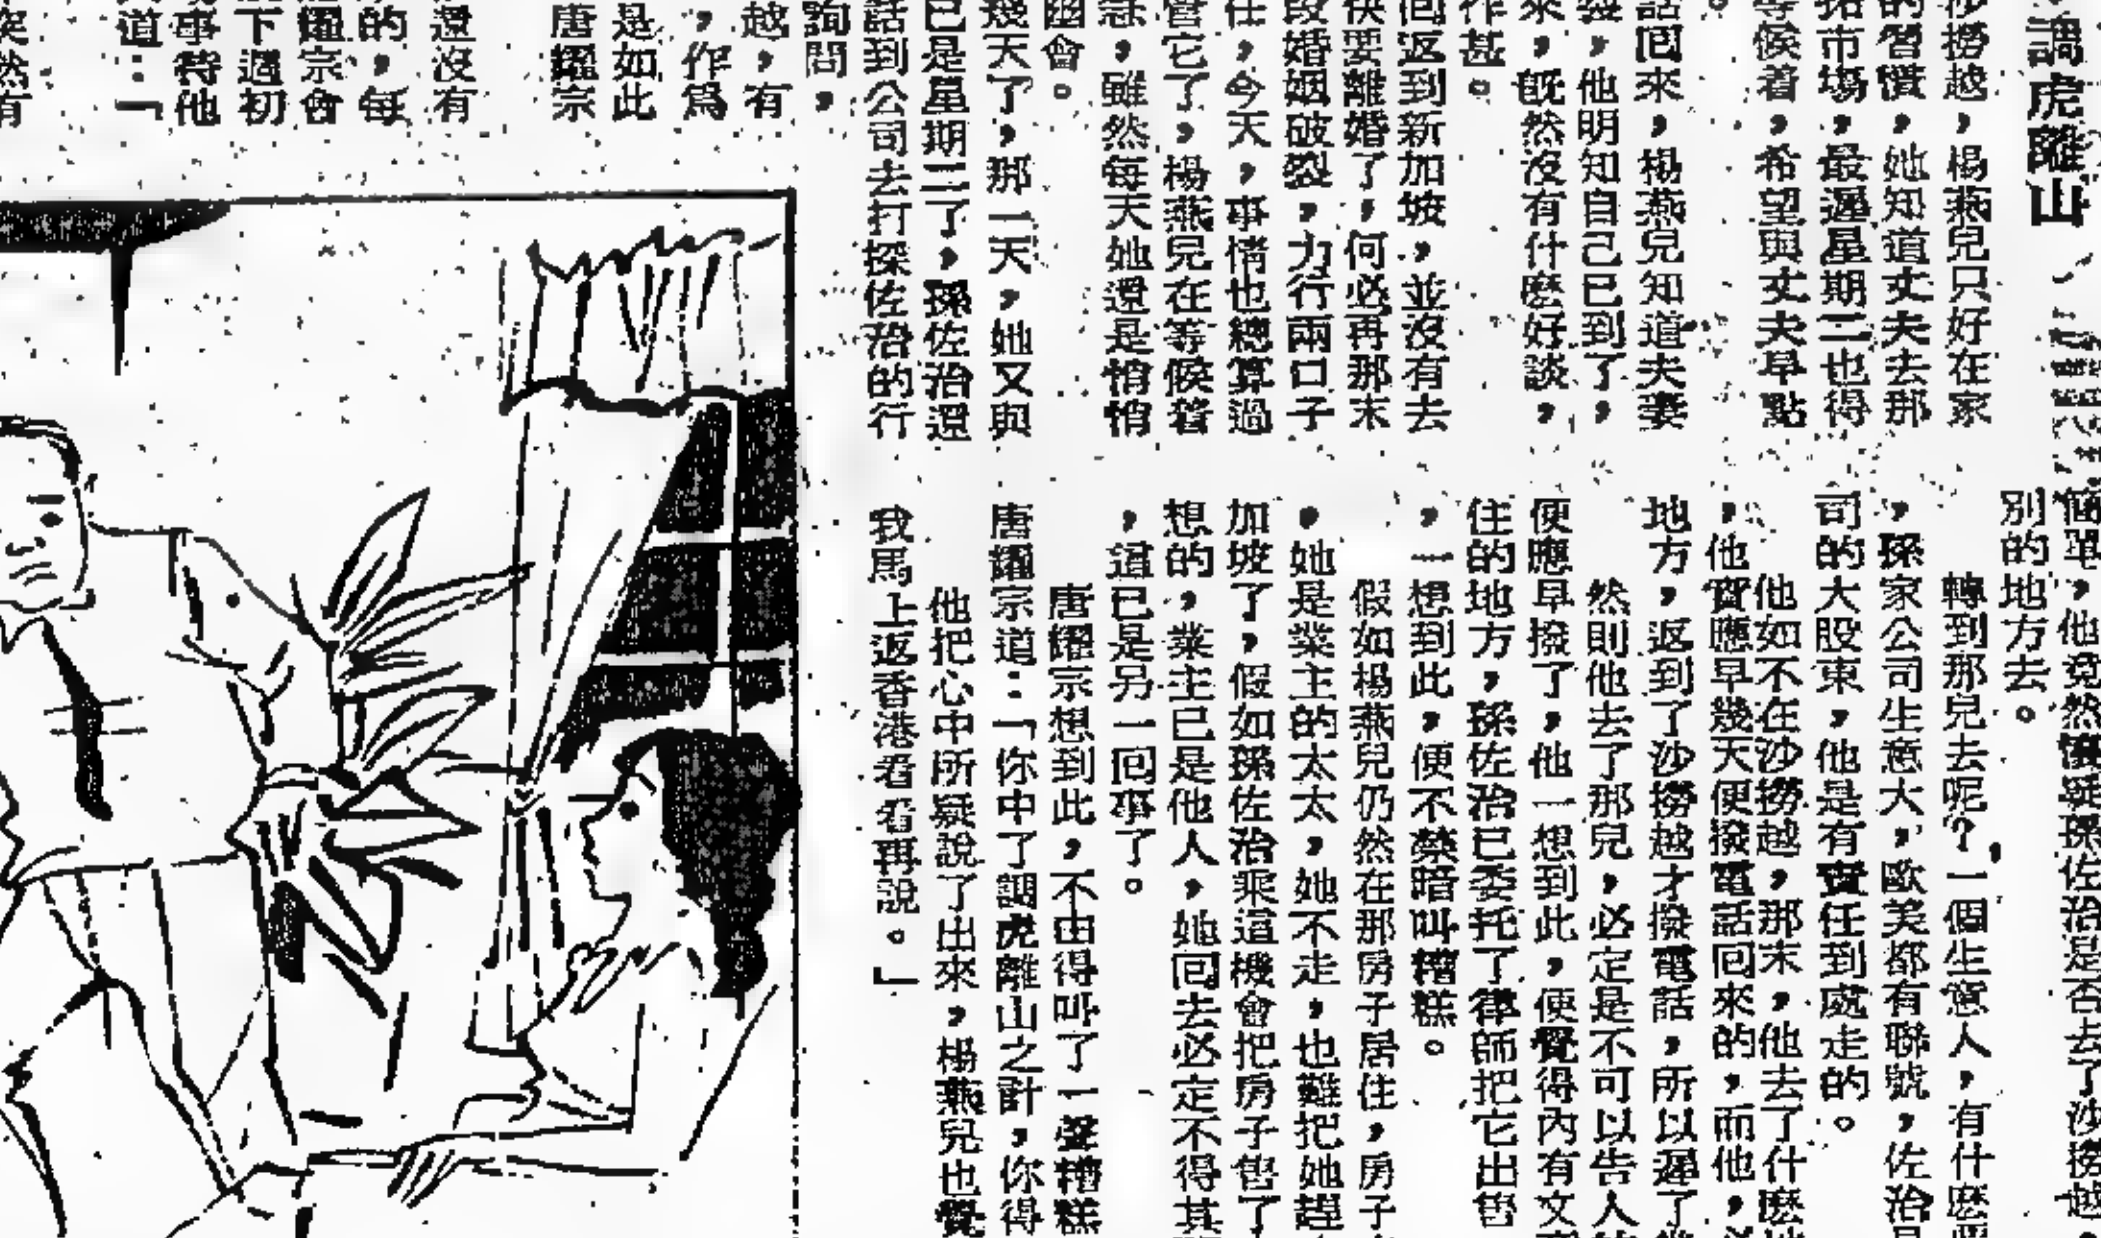 調虎離山
沙撈越，楊燕兒只好在家
的習慣，她知道丈夫去那
拓市場，最遲星期二也得
等候着，希望與丈夫早點
。
話回來，楊燕兒知道夫妻
裂，他明知自己已到了，
來，既然沒有什麽好談，
作甚。
囘返到新加坡，並沒有去
快要離婚了，何必再那末
段婚姻破裂，力行兩口子
任，今天，事情也總算過
管它了，楊燕兒在等候着
急，雖然每天她還是悄悄
幽會。
幾天了，那一天，她又與
已是星期二了，孫佐治還
話到公司去打探佐治的行
詢問，
越，有
，作爲
是如此
唐耀宗
還沒有
的，每
耀宗會
下週初
事待他
道：「
突然有
簡單，他竟然懷疑孫佐治是否去了沙撈越，
別的地方去。
轉到那兒去呢？一個生意人，有什麽
，孫家公司生意大，歐美都有聯號，佐治
司的大股東，他是有責任到處走的。
他如不在沙撈越，那末，他去了什麽地
，他實應早幾天便撥電話回來的，而他，
地方，返到了沙撈越才撥電話，所以遲了
然則他去了那兒，必定是不可以告人
便應早撥了，他一想到此，便覺得內有文
住的地方，孫佐治已委托了律師把它出售
，一想到此，便不禁暗叫糟糕。
假如楊燕兒仍然在那房子居住，房子
，她是業主的太太，她不走，也難把她趕
加坡了，假如孫佐治乘這機會把房子售了
想的，業主已是他人，她囘去必定不得其
，這已是另一囘事了。
唐耀宗想到此，不由得叫了一聲糟糕
唐耀宗道：「你中了調虎離山之計，你得
他把心中所疑說了出來，楊燕兒也覺
我馬上返香港看看再說。」